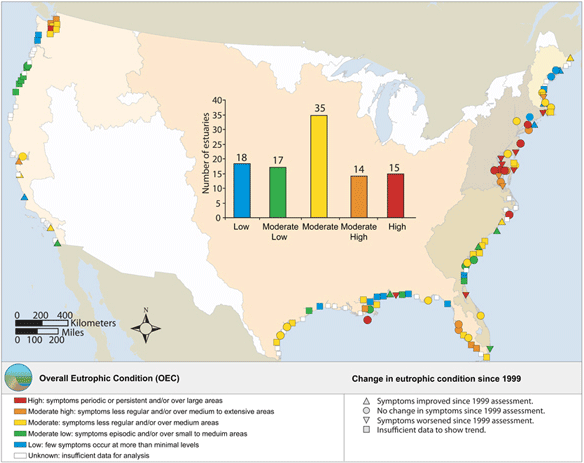 40
35
30
25
20
15
10
5
0
Number of estuaries
18
17
35
14
15
Low
Moderate Low
Moderate
Moderate High
High
0 200 400
Kilometers
Miles
0 100 200
N
Overall Eutrophic Condition (OEC)
High: symptoms periodic or persistent and/or over large areas
Moderate high: symptoms less regular and/or over medium to extensive areas
Moderate: symptoms less regular and/or over medium areas
Moderate low: symptoms episodic and/or over small to medium areas
Low: few symptoms occur at more than minimal levels
Unknown: insufficient data for analysis
Change in eutrophic condition since 1999
Symptoms improved since 1999 assessment.
No change in symptoms since 1999 assessment.
Symptoms worsened since 1999 assessment.
Insufficient data to show trend.